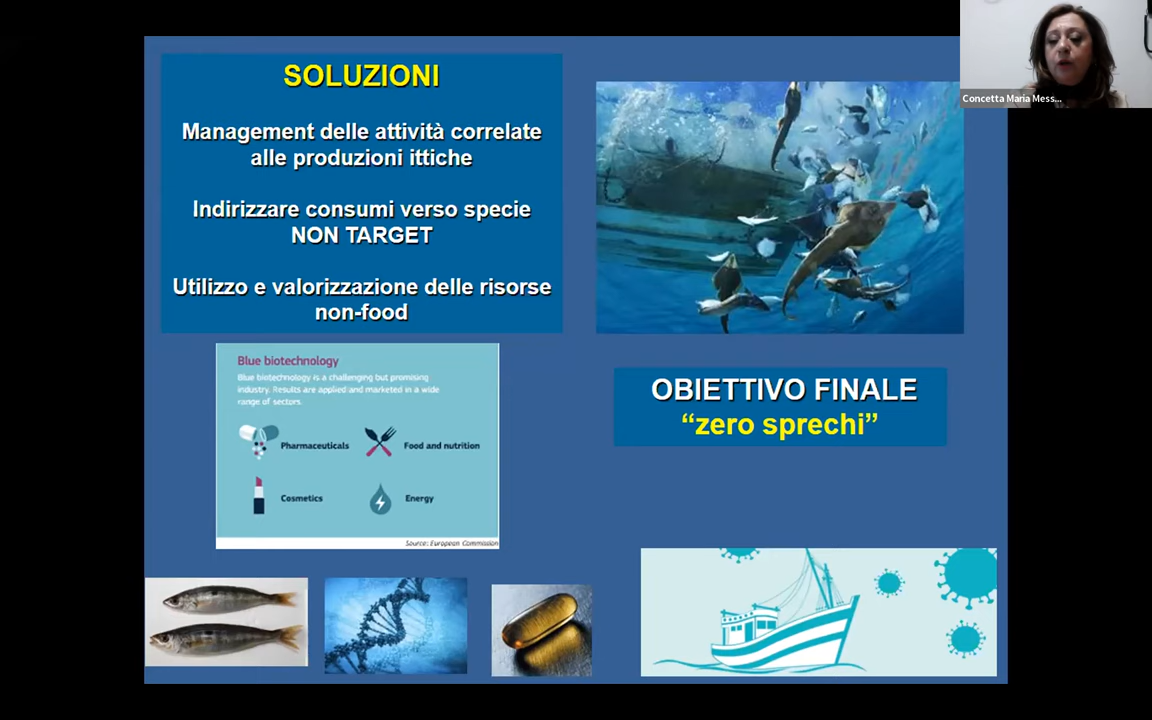 SOLUZIONI
Management delle attività correlate
alle produzioni ittiche
Indirizzare consumi verso specie
NON TARGET
Utilizzo e valorizzazione delle risorse
non-food
Concetta Maria Mess...
Blue biotechnology
Blue biotechnology is a challenging but promising
industry. Results are applied and marketed in a wide
range of sectors.
Pharmaceuticals
Food and nutrition
Cosmetics
Energy
Source: European Commission
OBIETTIVO FINALE
“zero sprechi”